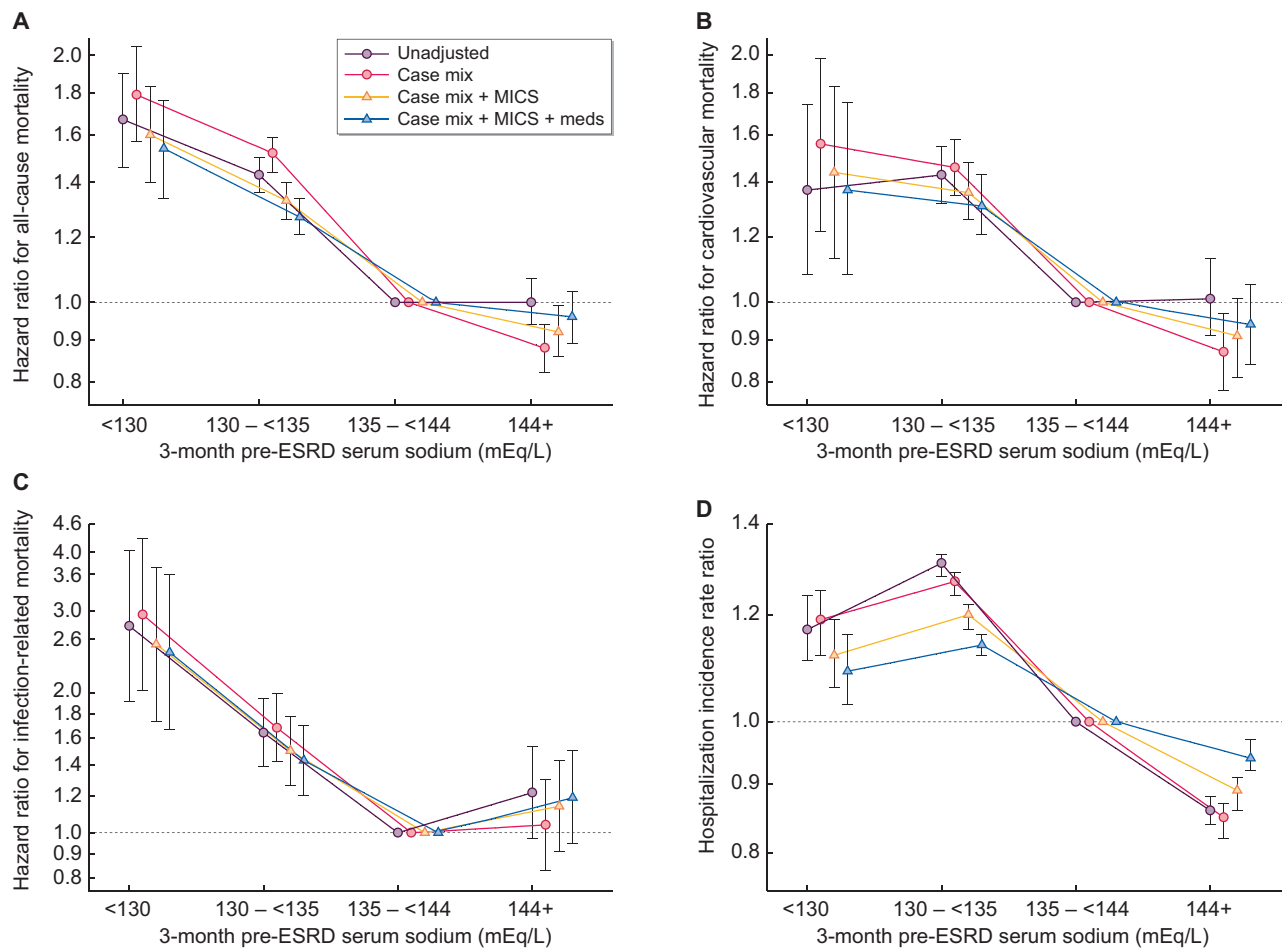 A
Hazard ratio for all-cause mortality
2.0
1.8
1.6
1.4
1.2
1.0
0.9
0.8
<130
130 – <135
135 – <144
144+
3-month pre-ESRD serum sodium (mEq/L)
Unadjusted
Case mix
Case mix + MICS
Case mix + MICS + meds
B
Hazard ratio for cardiovascular mortality
2.0
1.8
1.6
1.4
1.2
1.0
0.9
0.8
<130
130 – <135
135 – <144
144+
3-month pre-ESRD serum sodium (mEq/L)
C
Hazard ratio for infection-related mortality
4.6
4.0
3.6
3.0
2.6
2.0
1.8
1.6
1.4
1.2
1.0
0.9
0.8
<130
130 – <135
135 – <144
144+
3-month pre-ESRD serum sodium (mEq/L)
D
Hospitalization incidence rate ratio
1.4
1.2
1.0
0.9
0.8
<130
130 – <135
135 – <144
144+
3-month pre-ESRD serum sodium (mEq/L)